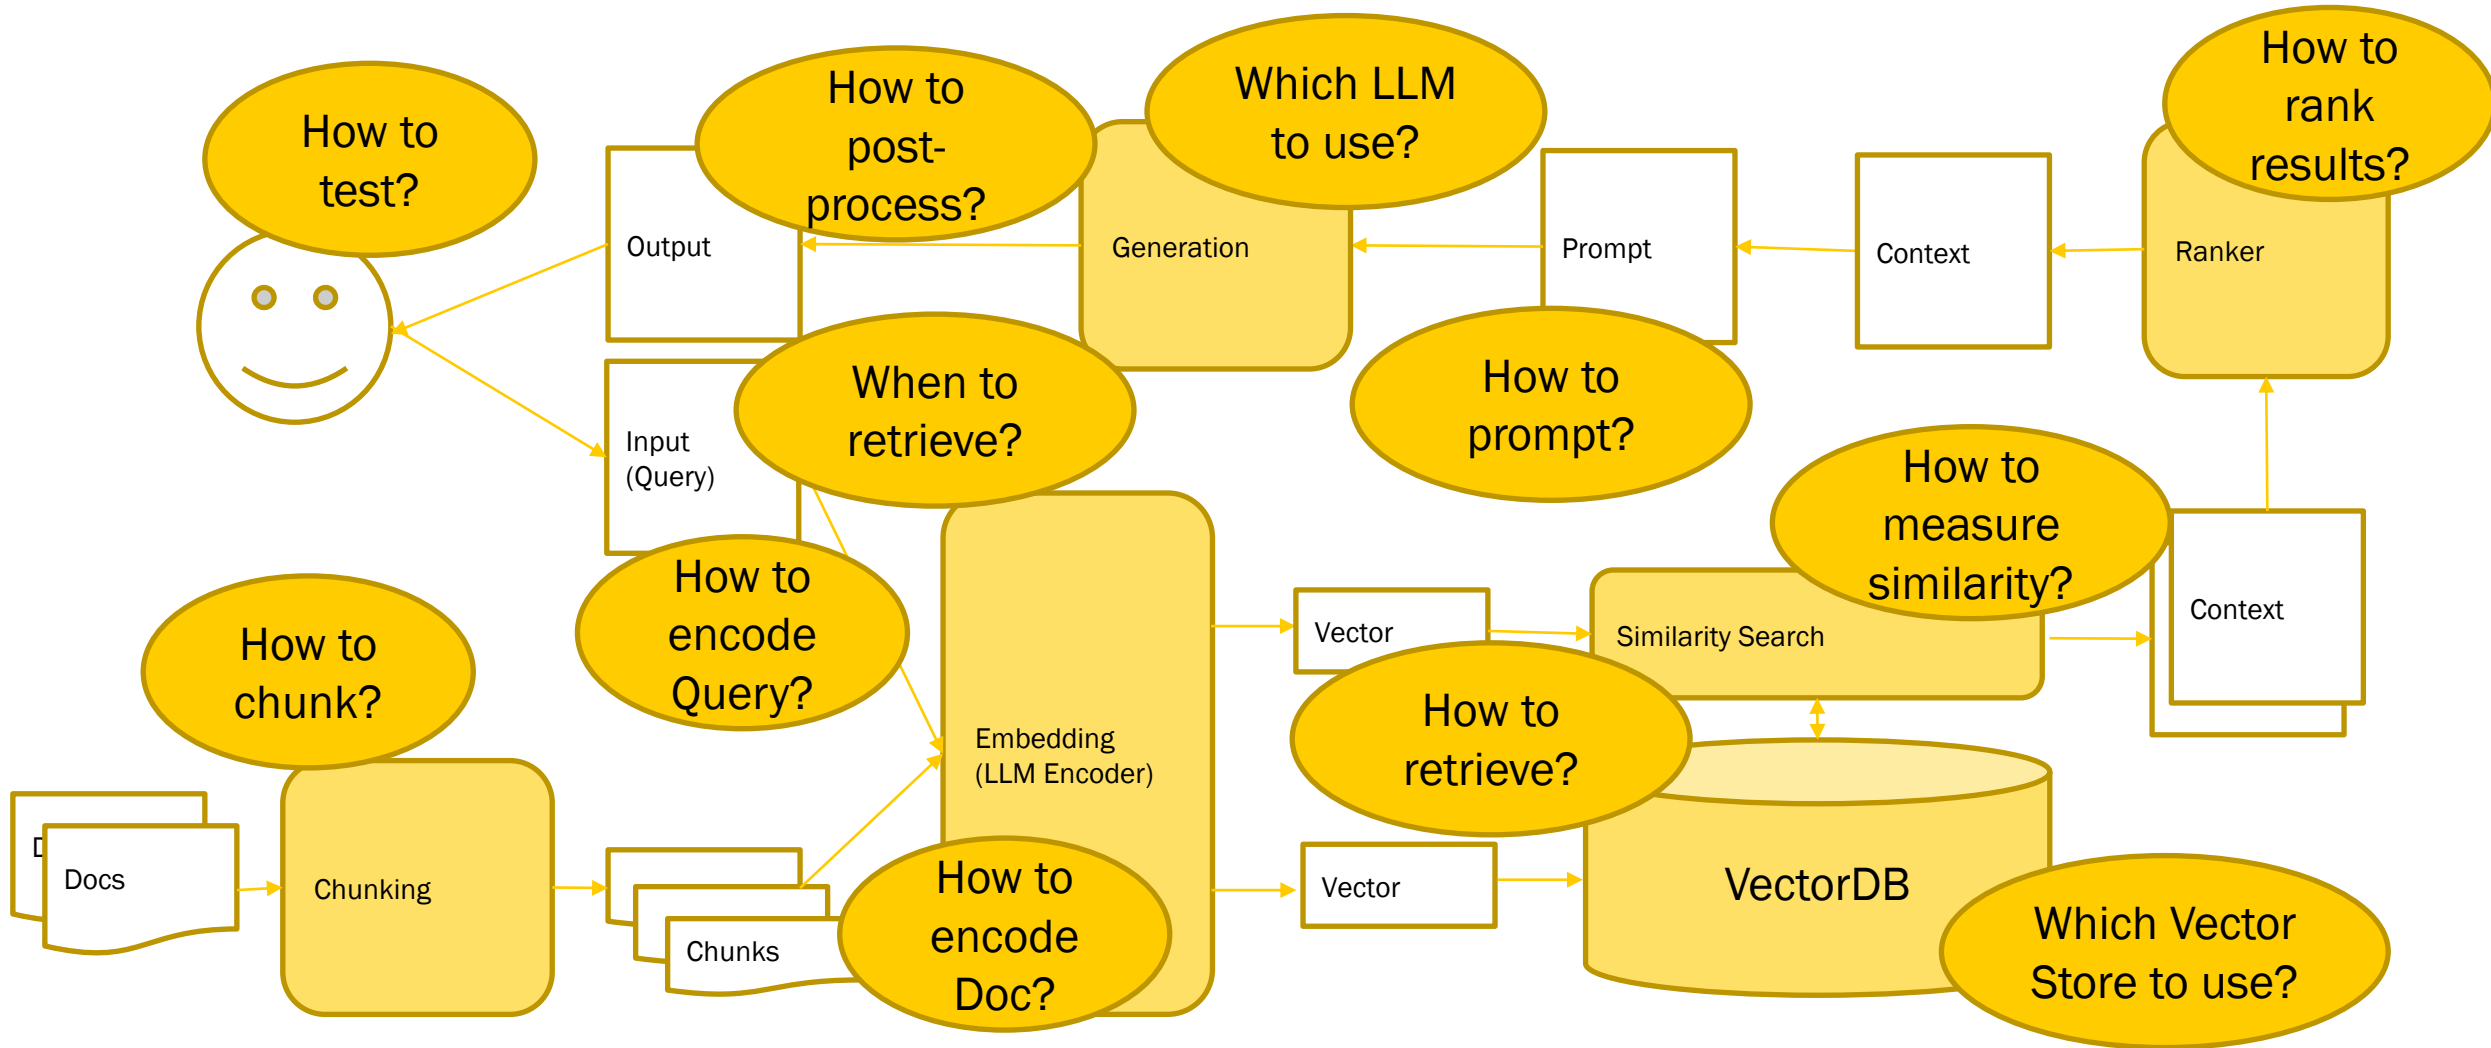 How to
test?
How to
post-
process?
Which LLM
to use?
How to
rank
results?
Output
Generation
Prompt
Context
Ranker
When to
retrieve?
How to
prompt?
Input
(Query)
How to
measure
similarity?
How to
encode
Query?
How to
chunk?
Vector
Similarity Search
Context
How to
retrieve?
Embedding
(LLM Encoder)
D
Docs
Chunking
Chunks
How to
encode
Doc?
Vector
VectorDB
Which Vector
Store to use?